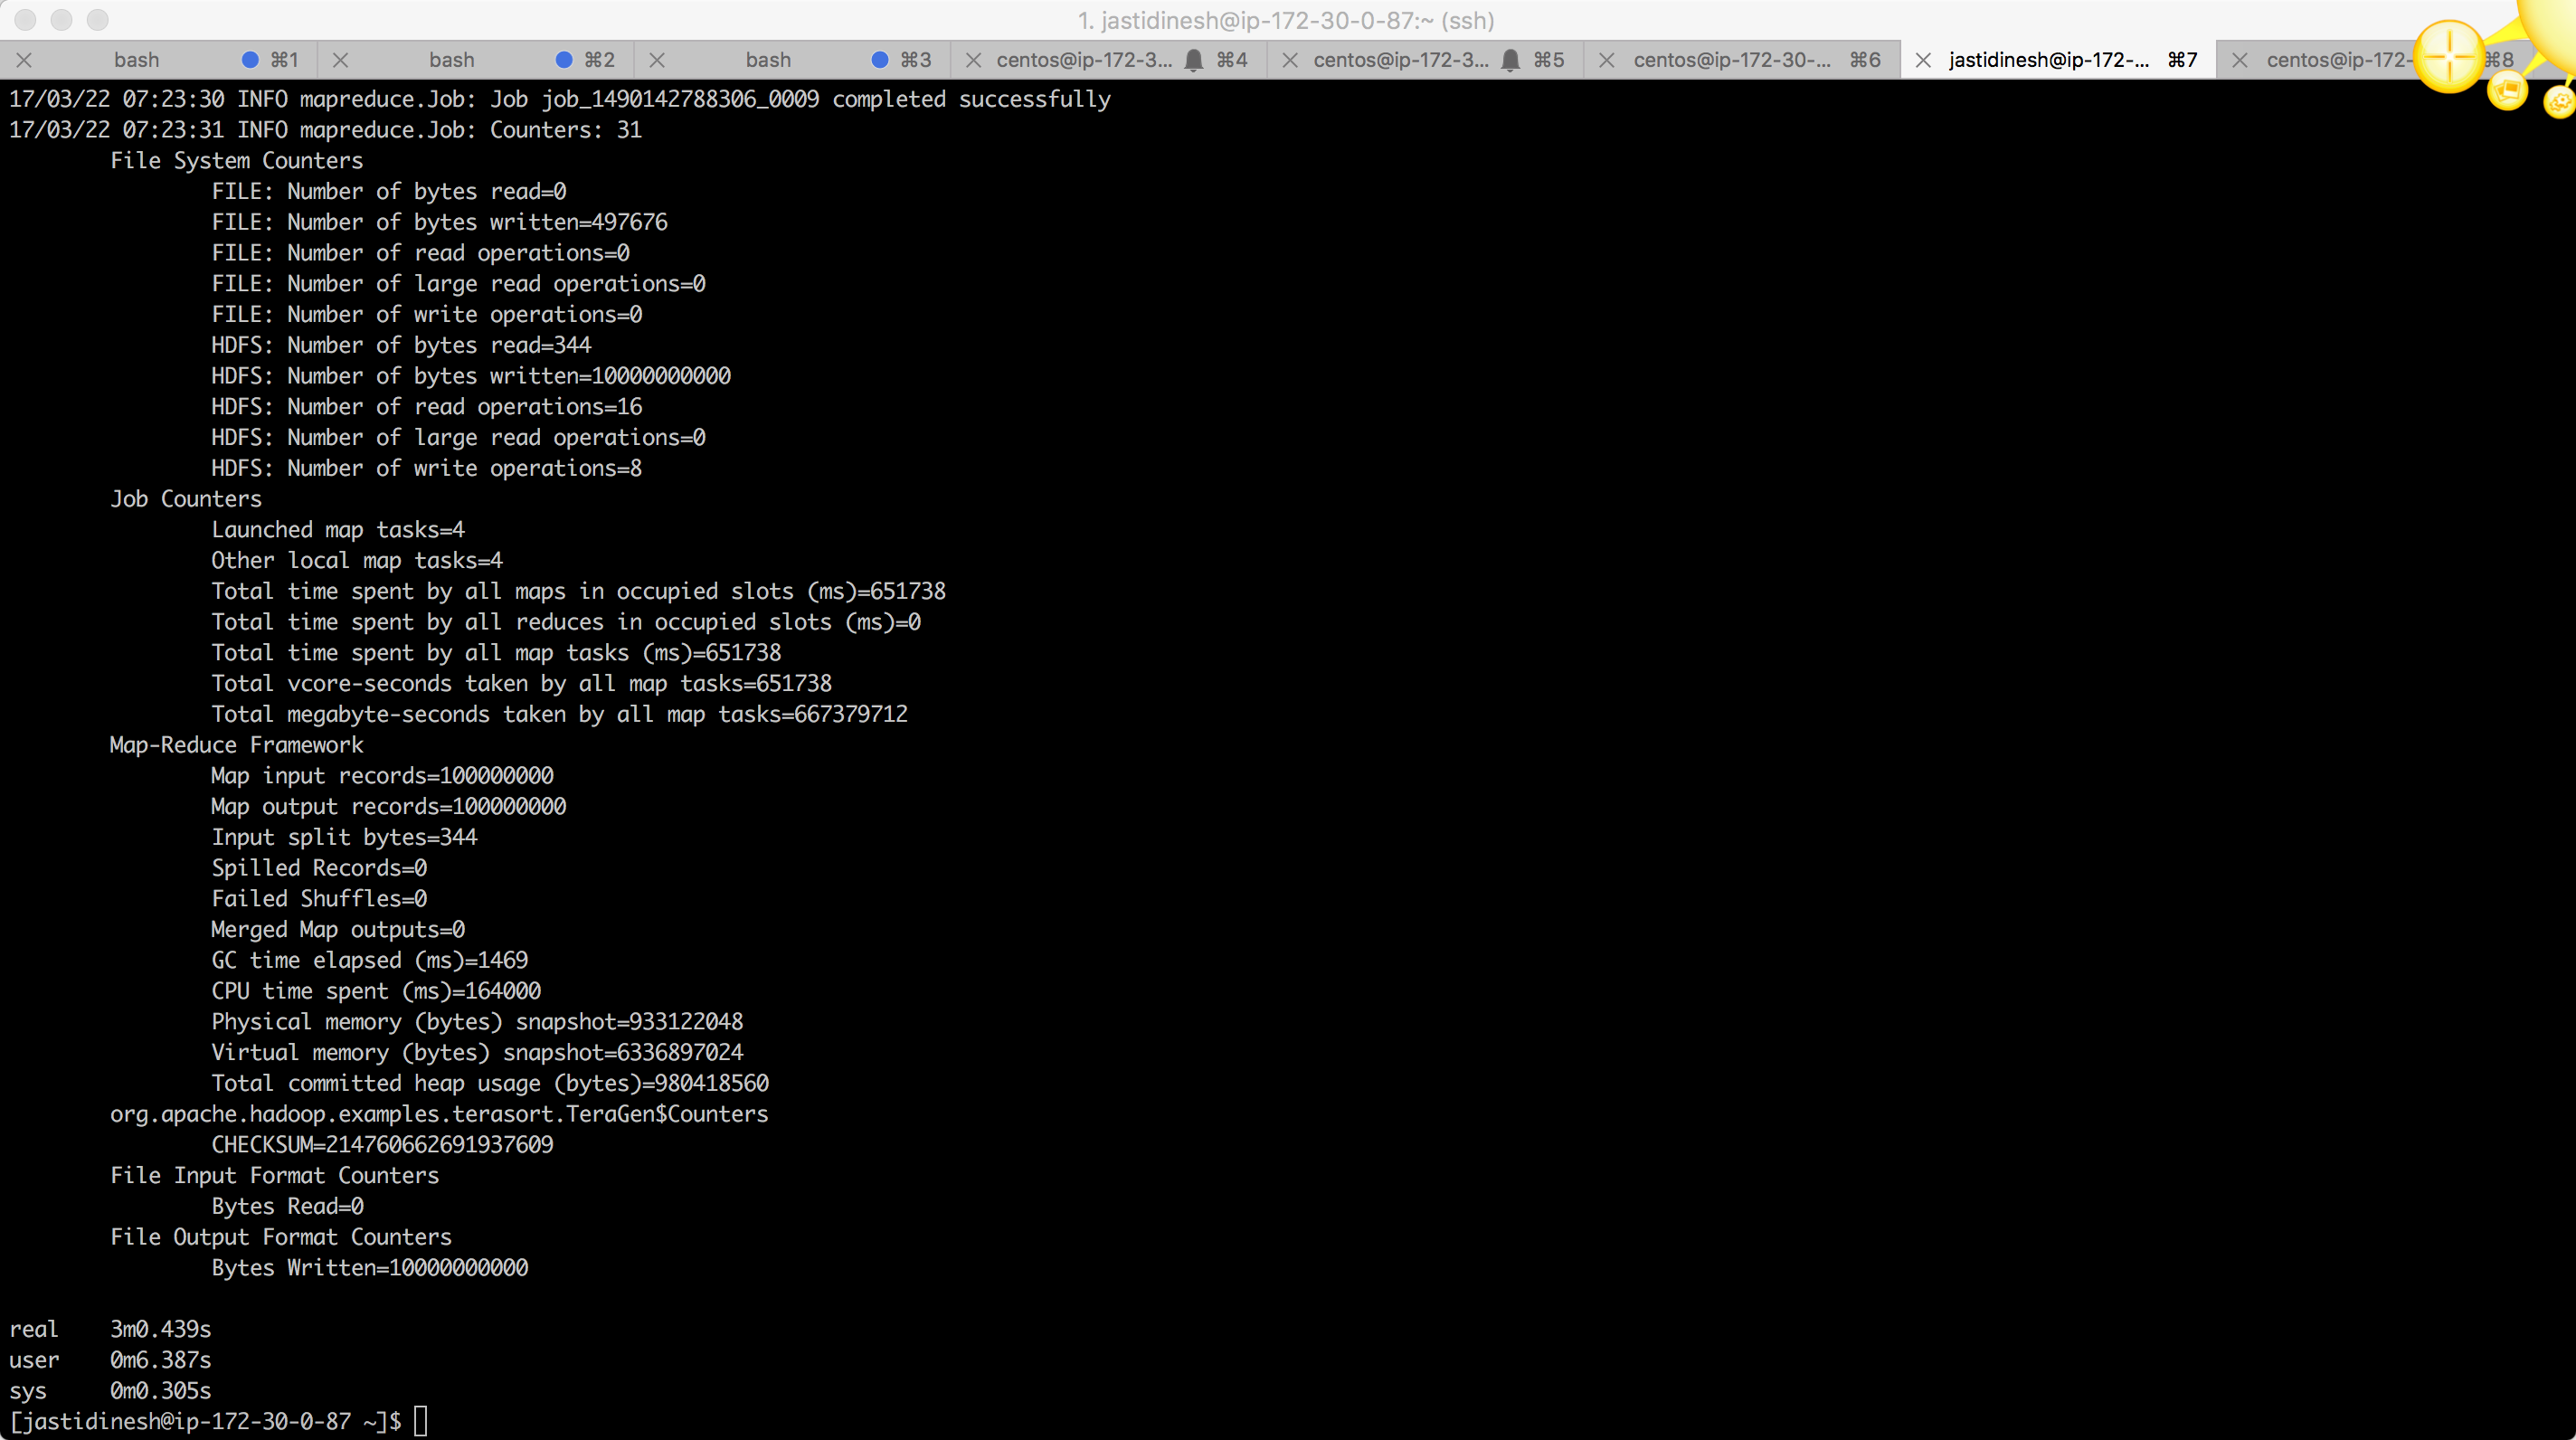 1. jastidinesh@ip-172-30-0-87:~ (ssh)
bash ⌘1 bash ⌘2 bash ⌘3 centos@ip-172-3... ⌘4 centos@ip-172-3... ⌘5 centos@ip-172-30-... ⌘6 jastidinesh@ip-172-... ⌘7 centos@ip-172- ⌘8
17/03/22 07:23:30 INFO mapreduce.Job: Job job_1490142788306_0009 completed successfully
17/03/22 07:23:31 INFO mapreduce.Job: Counters: 31
File System Counters
FILE: Number of bytes read=0
FILE: Number of bytes written=497676
FILE: Number of read operations=0
FILE: Number of large read operations=0
FILE: Number of write operations=0
HDFS: Number of bytes read=344
HDFS: Number of bytes written=10000000000
HDFS: Number of read operations=16
HDFS: Number of large read operations=0
HDFS: Number of write operations=8
Job Counters
Launched map tasks=4
Other local map tasks=4
Total time spent by all maps in occupied slots (ms)=651738
Total time spent by all reduces in occupied slots (ms)=0
Total time spent by all map tasks (ms)=651738
Total vcore-seconds taken by all map tasks=651738
Total megabyte-seconds taken by all map tasks=667379712
Map-Reduce Framework
Map input records=100000000
Map output records=100000000
Input split bytes=344
Spilled Records=0
Failed Shuffles=0
Merged Map outputs=0
GC time elapsed (ms)=1469
CPU time spent (ms)=164000
Physical memory (bytes) snapshot=933122048
Virtual memory (bytes) snapshot=6336897024
Total committed heap usage (bytes)=980418560
org.apache.hadoop.examples.terasort.TeraGen$Counters
CHECKSUM=214760662691937609
File Input Format Counters
Bytes Read=0
File Output Format Counters
Bytes Written=10000000000
real 3m0.439s
user 0m6.387s
sys 0m0.305s
[jastidinesh@ip-172-30-0-87 ~]$